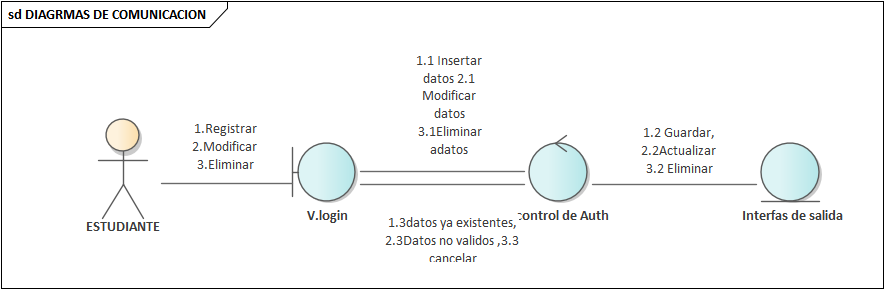 sd DIAGRMAS DE COMUNICACION
1.1 Insertar
datos 2.1
Modificar
datos
3.1Eliminar
adatos
1.Registrar
2.Modificar
3.Eliminar
1.2 Guardar,
2.2Actualizar
3.2 Eliminar
ESTUDIANTE
V.login
control de Auth
Interfas de salida
1.3datos ya existentes,
2.3Datos no validos ,3.3
cancelar